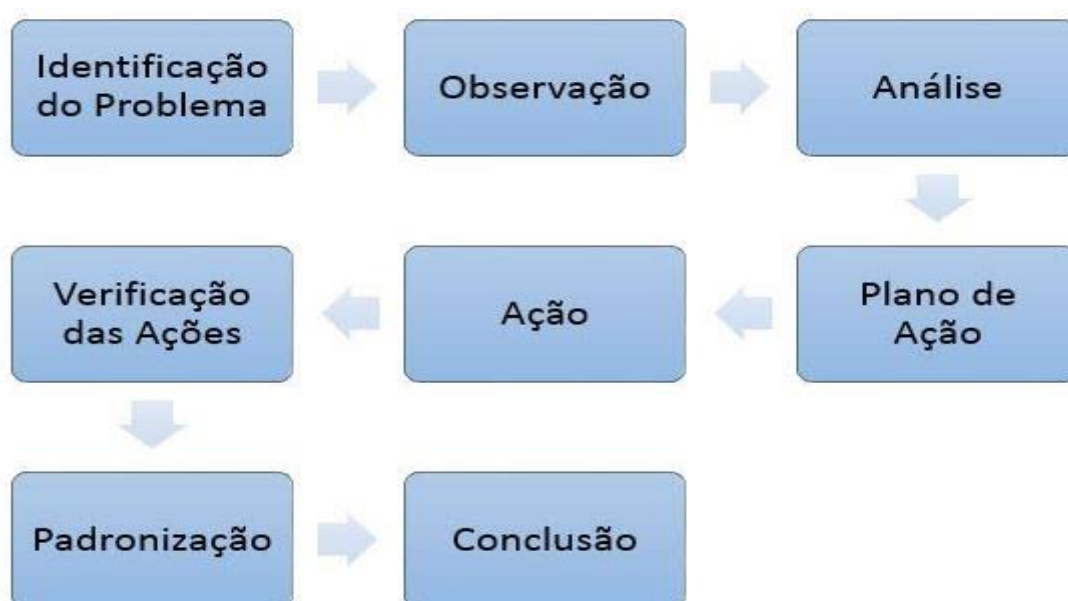 Identificação
do Problema
Observação
Análise
Plano de
Ação
Ação
Verificação
das Ações
Padronização
Conclusão